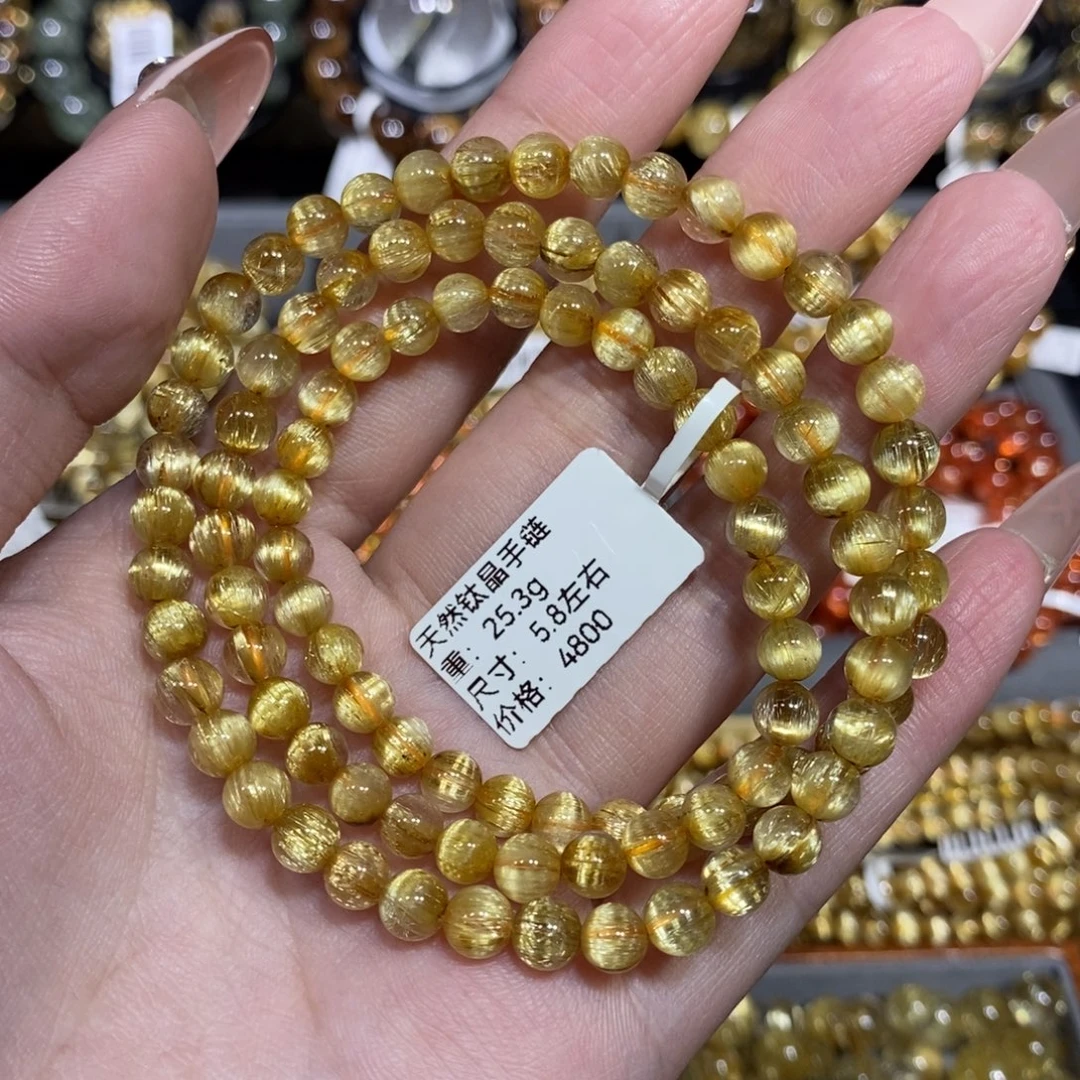 天然钛晶手链
重: 25.3g
尺寸: 5.8左右
价格: 4800